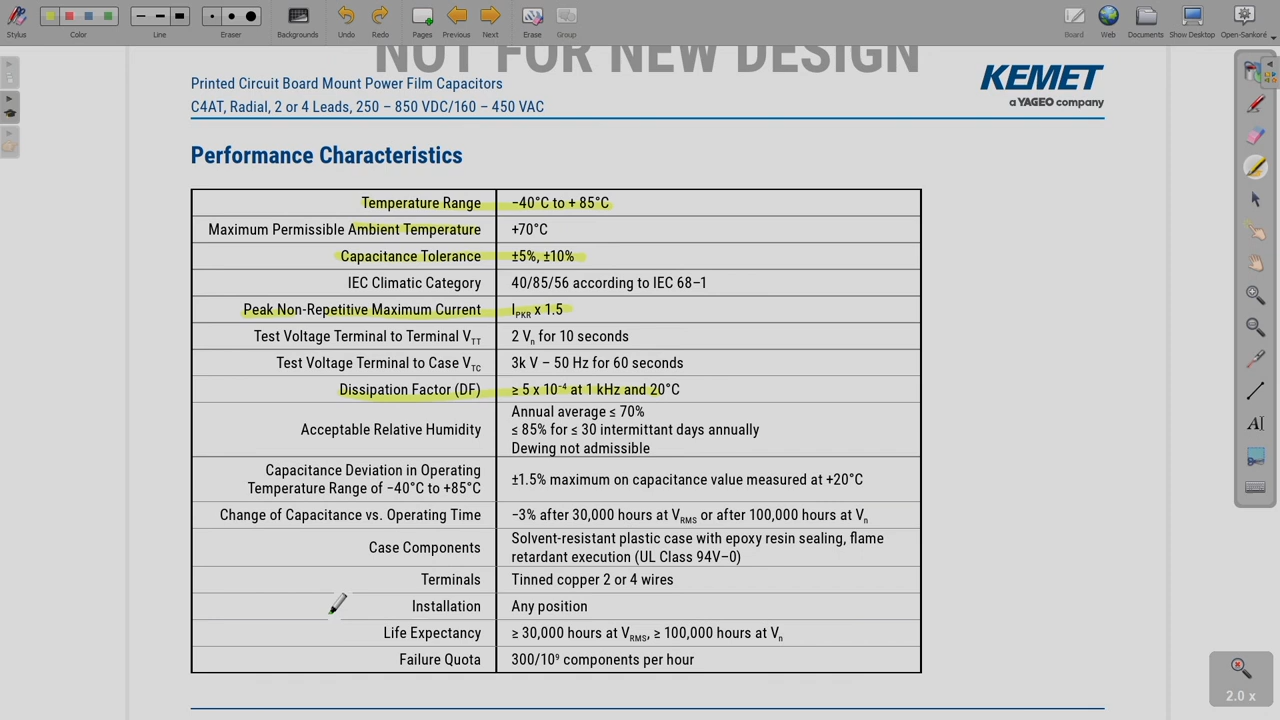 Stylus
Color
Line
Eraser
Backgrounds
Undo
Redo
Pages
Previous
Next
Erase
Group
Board
Web
Documents
Show Desktop
Open-Sankoré
NOT FOR NEW DESIGN
Printed Circuit Board Mount Power Film Capacitors
C4AT, Radial, 2 or 4 Leads, 250 – 850 VDC/160 – 450 VAC
KEMET
a YAGEO company
Performance Characteristics
Temperature Range −40°C to + 85°C
Maximum Permissible Ambient Temperature +70°C
Capacitance Tolerance ±5%, ±10%
IEC Climatic Category 40/85/56 according to IEC 68–1
Peak Non-Repetitive Maximum Current IPKR x 1.5
Test Voltage Terminal to Terminal VTT 2 Vn for 10 seconds
Test Voltage Terminal to Case VTC 3k V – 50 Hz for 60 seconds
Dissipation Factor (DF) ≥ 5 x 10⁻⁴ at 1 kHz and 20°C
Acceptable Relative Humidity Annual average ≤ 70%
≤ 85% for ≤ 30 intermittant days annually
Dewing not admissible
Capacitance Deviation in Operating
Temperature Range of −40°C to +85°C ±1.5% maximum on capacitance value measured at +20°C
Change of Capacitance vs. Operating Time −3% after 30,000 hours at VRMS or after 100,000 hours at Vn
Case Components Solvent-resistant plastic case with epoxy resin sealing, flame
retardant execution (UL Class 94V–0)
Terminals Tinned copper 2 or 4 wires
Installation Any position
Life Expectancy ≥ 30,000 hours at VRMS, ≥ 100,000 hours at Vn
Failure Quota 300/10⁹ components per hour
AI
2.0 x